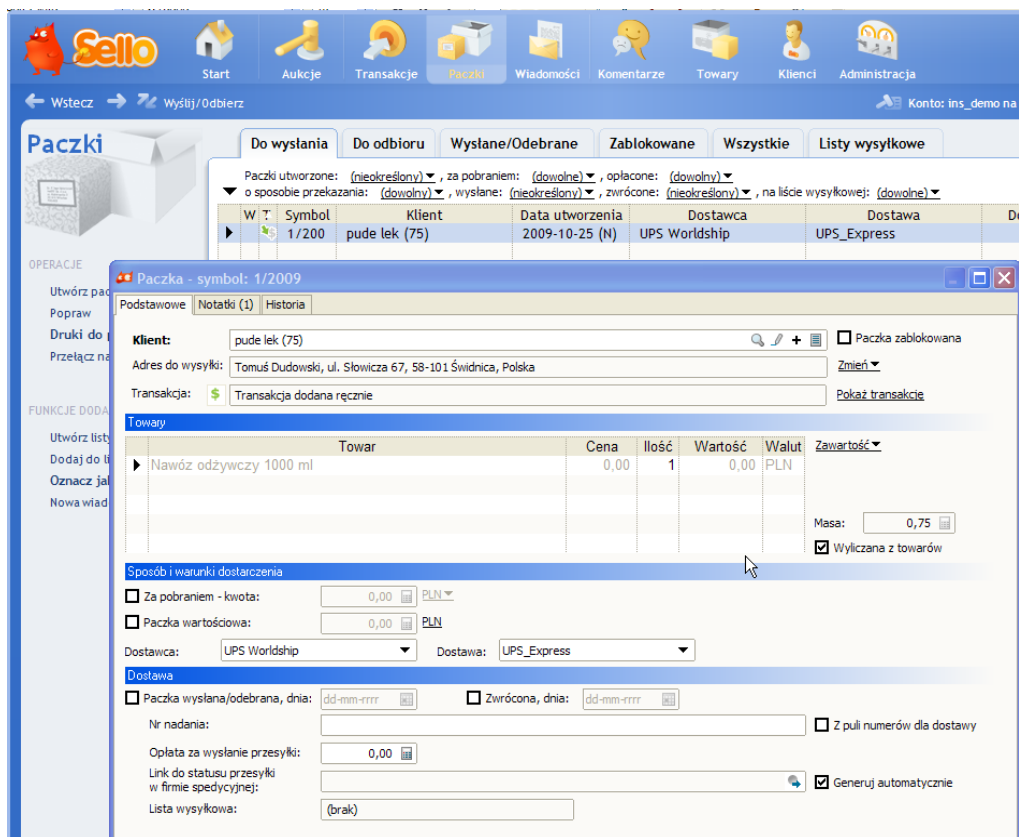 Sello
Start Aukcje Transakcje Paczki Wiadomości Komentarze Towary Klienci Administracja
Wstecz Wyślij/Odbierz Konto: ins_demo na
Paczki
Do wysłania Do odbioru Wysłane/Odebrane Zablokowane Wszystkie Listy wysyłkowe
Paczki utworzone: (nieokreślony) , za pobraniem: (dowolne) , opłacone: (dowolny)
o sposobie przekazania: (dowolny) , wysłane: (nieokreślony) , zwrócone: (nieokreślony) , na liście wysyłkowej: (dowolne)
W T Symbol Klient Data utworzenia Dostawca Dostawa
1/200 pude lek (75) 2009-10-25 (N) UPS Worldship UPS_Express
OPERACJE
Utwórz pac
Popraw
Druki do
Przełącz na
FUNKCJE DODA
Utwórz listy
Dodaj do li
Oznacz jak
Nowa wiad
Paczka - symbol: 1/2009
Podstawowe Notatki (1) Historia
Klient: pude lek (75) Paczka zablokowana
Adres do wysyłki: Tomuś Dudowski, ul. Słowicza 67, 58-101 Świdnica, Polska Zmień
Transakcja: $ Transakcja dodana ręcznie Pokaż transakcję
Towary
Towar Cena Ilość Wartość Walut Zawartość
Nawóz odżywczy 1000 ml 0,00 1 0,00 PLN
Masa: 0,75
Wyliczana z towarów
Sposób i warunki dostarczenia
Za pobraniem - kwota: 0,00 PLN
Paczka wartościowa: 0,00 PLN
Dostawca: UPS Worldship Dostawa: UPS_Express
Dostawa
Paczka wysłana/odebrana, dnia: dd-mm-rrrr Zwrócona, dnia: dd-mm-rrrr
Nr nadania: Z puli numerów dla dostawy
Opłata za wysłanie przesyłki: 0,00
Link do statusu przesyłki
w firmie spedycyjnej: Generuj automatycznie
Lista wysyłkowa: (brak)